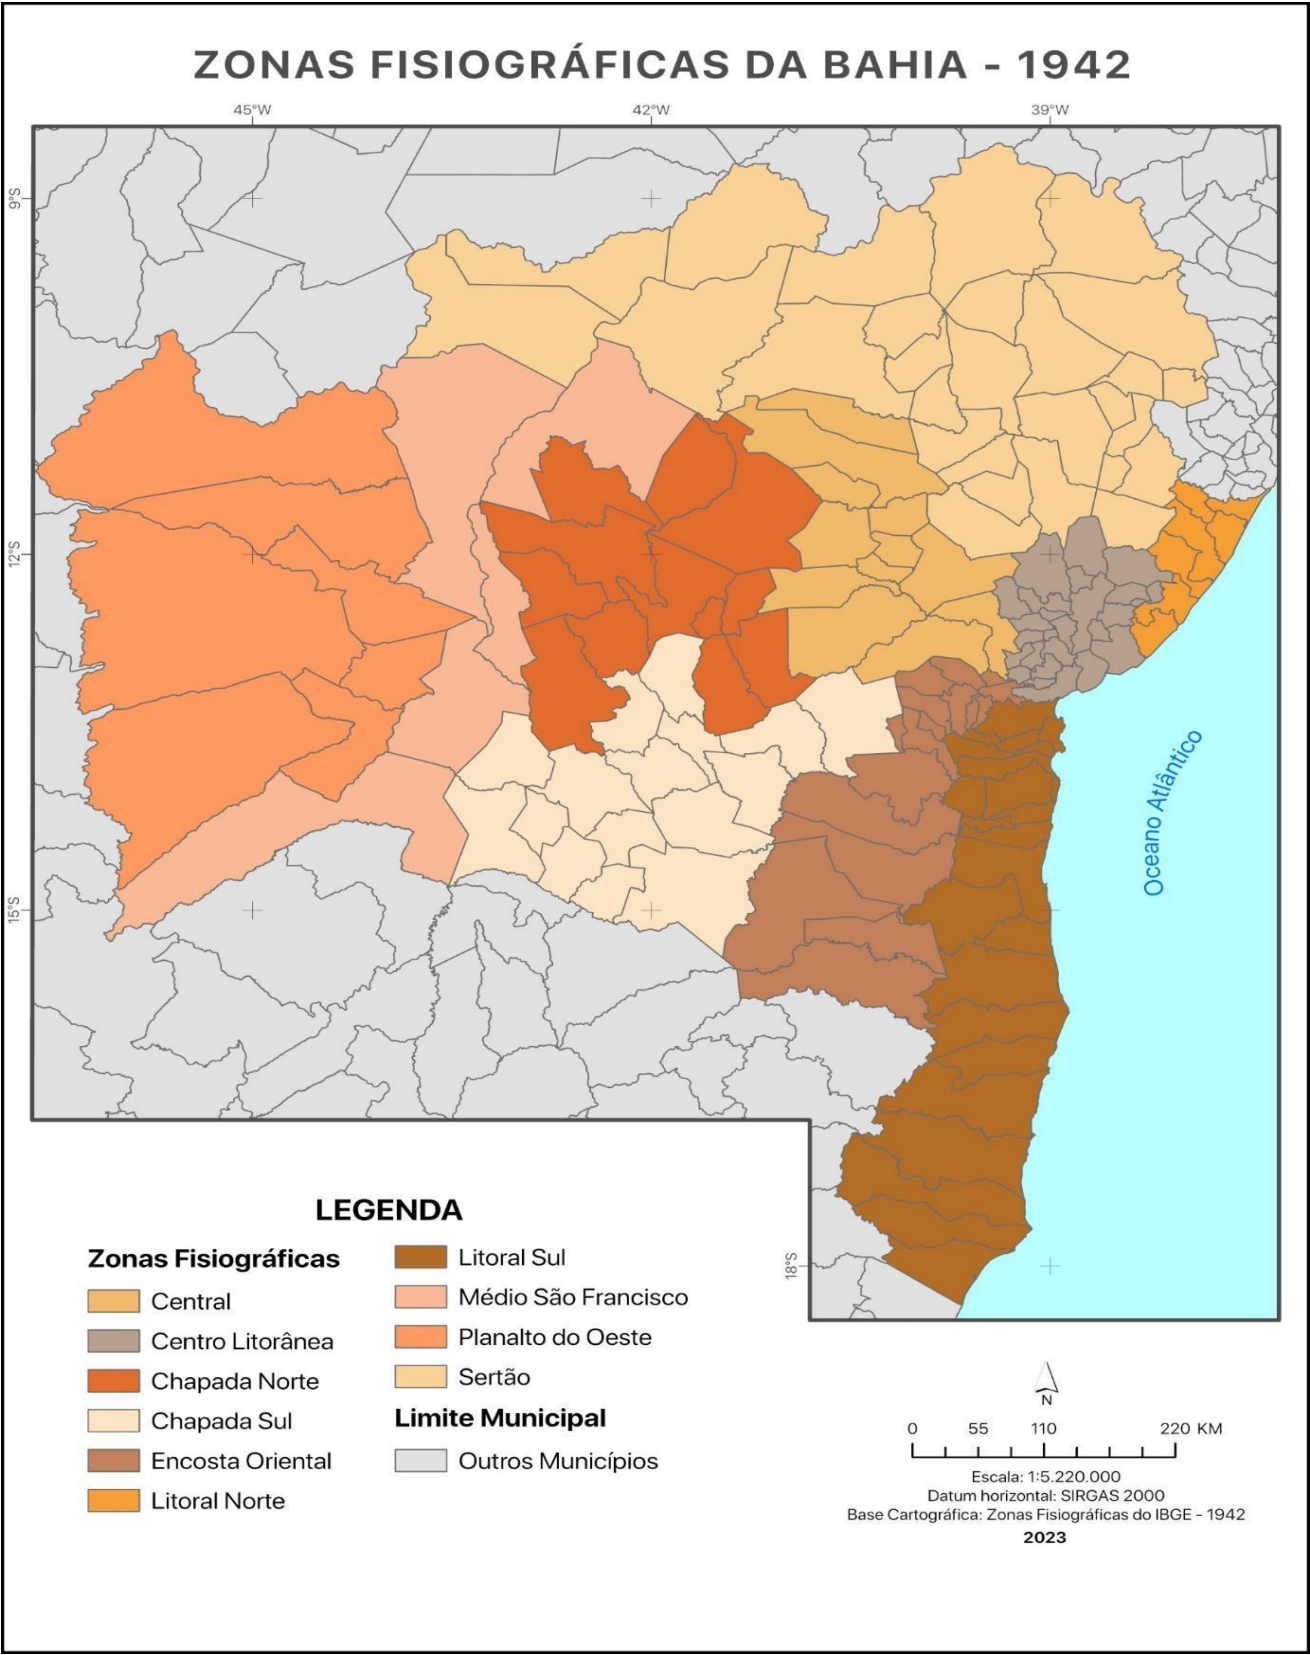 ZONAS FISIOGRÁFICAS DA BAHIA - 1942
45°W
42°W
39°W
9°S
12°S
15°S
18°S
Oceano Atlântico
LEGENDA
Zonas Fisiográficas
Central
Centro Litorânea
Chapada Norte
Chapada Sul
Encosta Oriental
Litoral Norte
Litoral Sul
Médio São Francisco
Planalto do Oeste
Sertão
Limite Municipal
Outros Municípios
N
0 55 110 220 KM
Escala: 1:5.220.000
Datum horizontal: SIRGAS 2000
Base Cartográfica: Zonas Fisiográficas do IBGE - 1942
2023